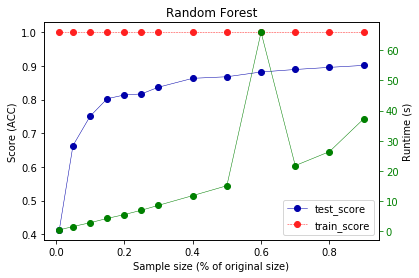 Random Forest
1.0
0.9
0.8
0.7
0.6
0.5
0.4
Score (ACC)
60
50
40
30
20
10
0
Runtime (s)
test_score
train_score
0.0 0.2 0.4 0.6 0.8
Sample size (% of original size)